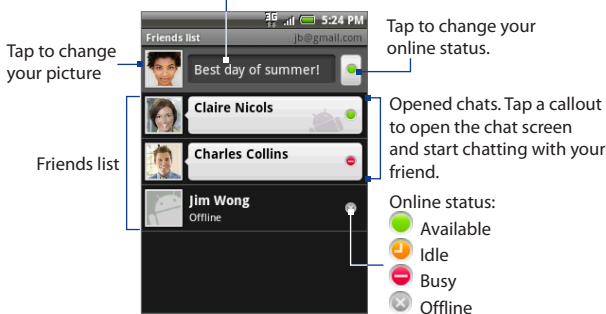 3G 5:24 PM
Friends list jb@gmail.com
Tap to change
your picture
Best day of summer!
Tap to change your
online status.
Friends list
Claire Nicols
Charles Collins
Jim Wong
Offline
Opened chats. Tap a callout
to open the chat screen
and start chatting with your
friend.
Online status:
Available
Idle
Busy
Offline